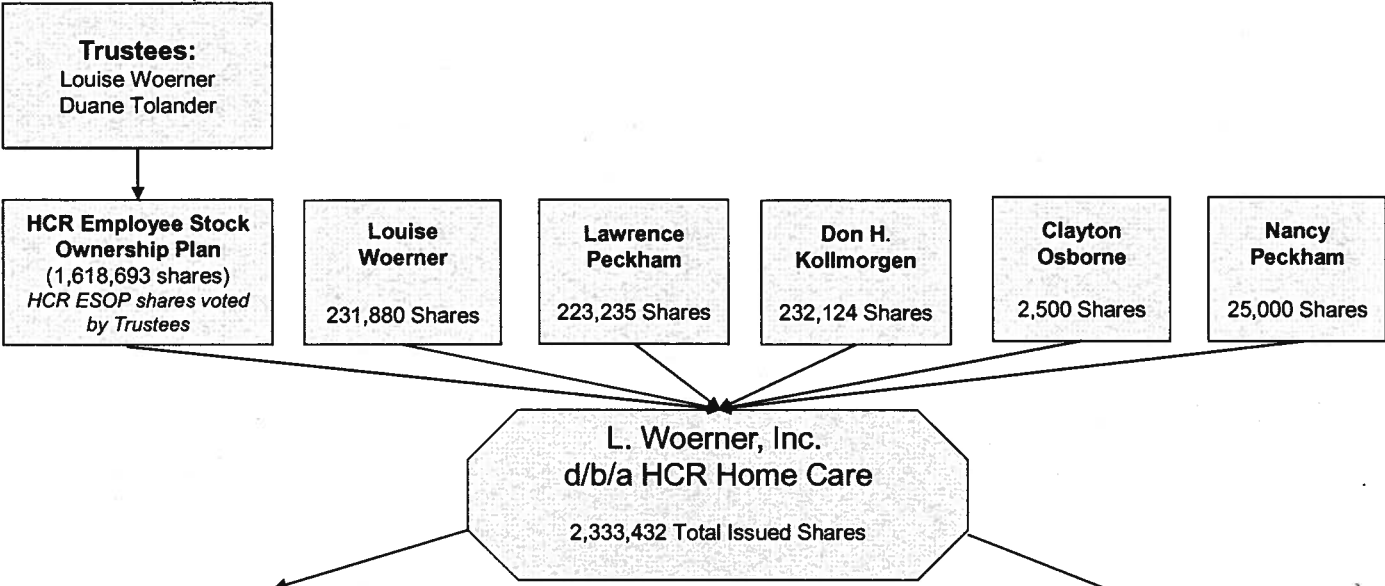 Trustees:
Louise Woerner
Duane Tolander
HCR Employee Stock
Ownership Plan
(1,618,693 shares)
HCR ESOP shares voted
by Trustees
Louise
Woerner
231,880 Shares
Lawrence
Peckham
223,235 Shares
Don H.
Kollmorgen
232,124 Shares
Clayton
Osborne
2,500 Shares
Nancy
Peckham
25,000 Shares
L. Woerner, Inc.
d/b/a HCR Home Care
2,333,432 Total Issued Shares